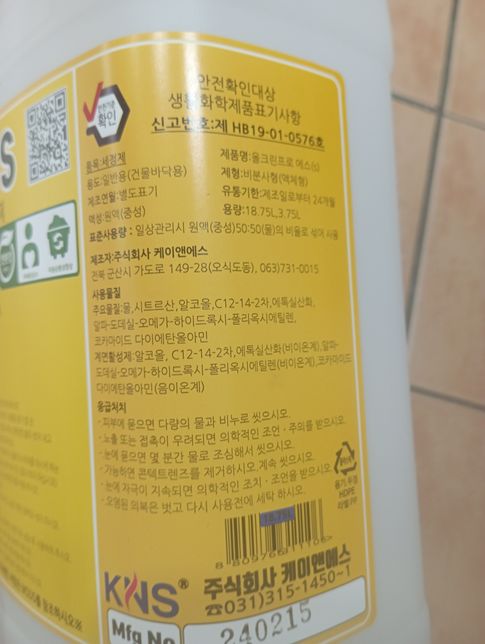 안전확인대상
생활화학제품표기사항
신고번호:제 HB19-01-0576호
안전기준
확인
품목:세정제
제품명:올크린프로 에스(s)
용도:일반용(건물바닥용)
제형:비분사형(액체형)
제조연월:별도표기
유통기한:제조일로부터 24개월
액성:원액(중성)
용량:18.75L,3.75L
표준사용량 : 일상관리시 원액(중성)50:50(물)의 비율로 섞어 사용
제조자:주식회사 케이앤에스
전북 군산시 가도로 149-28(오식도동), 063)731-0015
사용물질
주요물질:물,시트르산,알코올,C12-14-2차,에톡실산화,
알파-도데실-오메가-하이드록시-폴리옥시에틸렌,
코카마이드 다이에탄올아민
계면활성제:알코올, C12-14-2차,에톡실산화(비이온계),알파-
도데실-오메가-하이드록시-폴리옥시에틸렌(비이온계),코카마이드
다이에탄올아민(음이온계)
응급처치
- 피부에 묻으면 다량의 물과 비누로 씻으시오.
- 노출 또는 접촉이 우려되면 의학적인 조언·주의를 받으시오.
- 눈에 묻으면 몇 분간 물로 조심해서 씻으시오.
- 가능하면 콘텍트렌즈를 제거하시오.계속 씻으시오
- 눈에 자극이 지속되면 의학적인 조치·조언을 받으시오
- 오염된 의복은 벗고 다시 사용전에 세탁 하시오.
용기,뚜껑
HDPE
라벨:PP
KNS®
주식회사 케이앤에스
☎031)315-1450~1
Mfg No
240215